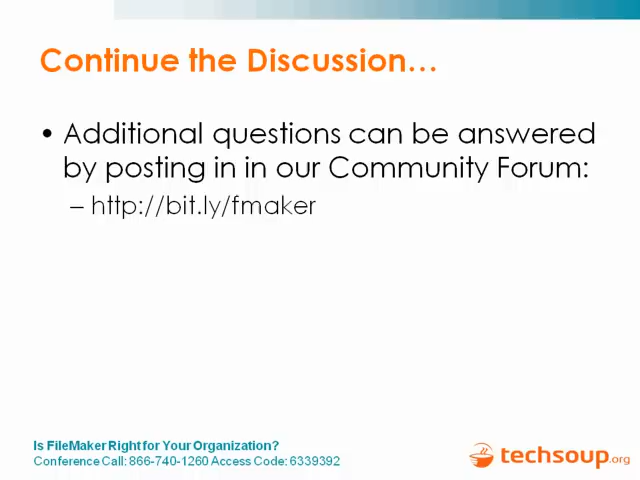 Continue the Discussion…
• Additional questions can be answered
by posting in in our Community Forum:
– http://bit.ly/fmaker
Is FileMaker Right for Your Organization?
Conference Call: 866-740-1260 Access Code: 6339392
techsoup.org